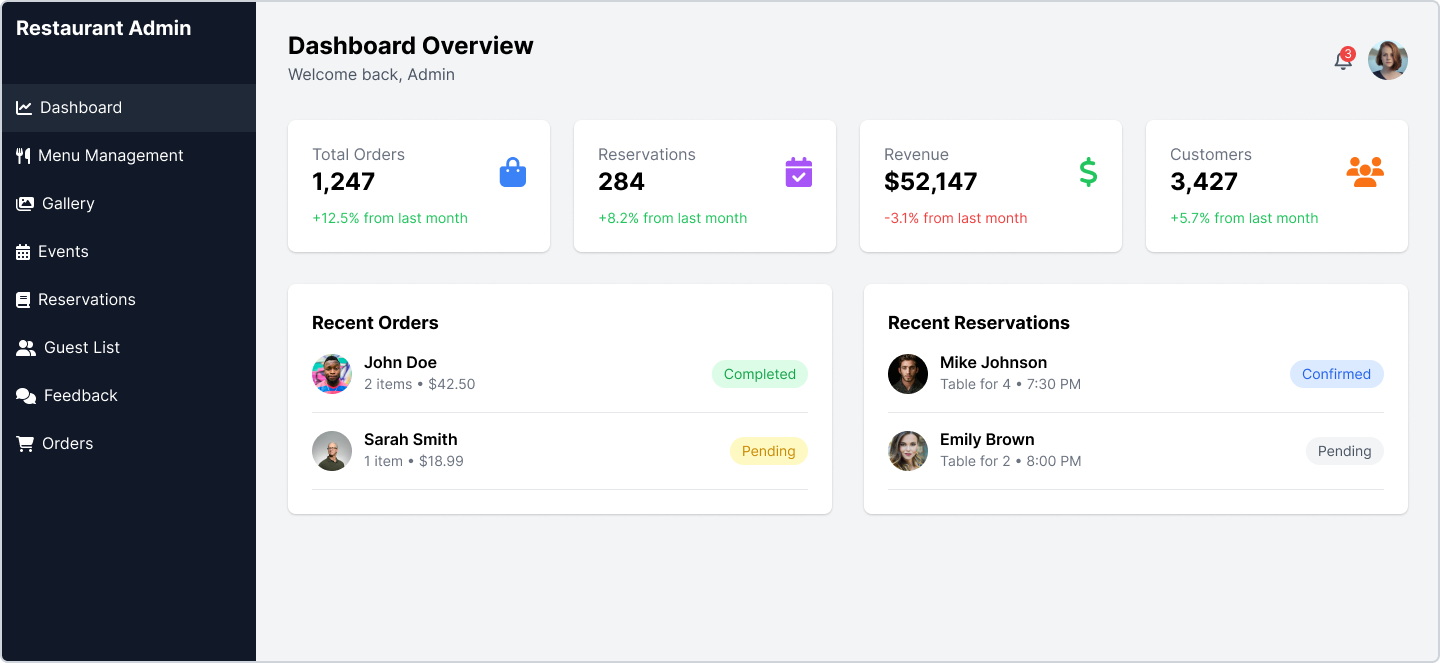 Restaurant Admin
Dashboard
Menu Management
Gallery
Events
Reservations
Guest List
Feedback
Orders
Dashboard Overview
Welcome back, Admin
3
Total Orders
1,247
+12.5% from last month
Reservations
284
+8.2% from last month
Revenue
$52,147
-3.1% from last month
Customers
3,427
+5.7% from last month
Recent Orders
John Doe
2 items • $42.50
Completed
Sarah Smith
1 item • $18.99
Pending
Recent Reservations
Mike Johnson
Table for 4 • 7:30 PM
Confirmed
Emily Brown
Table for 2 • 8:00 PM
Pending